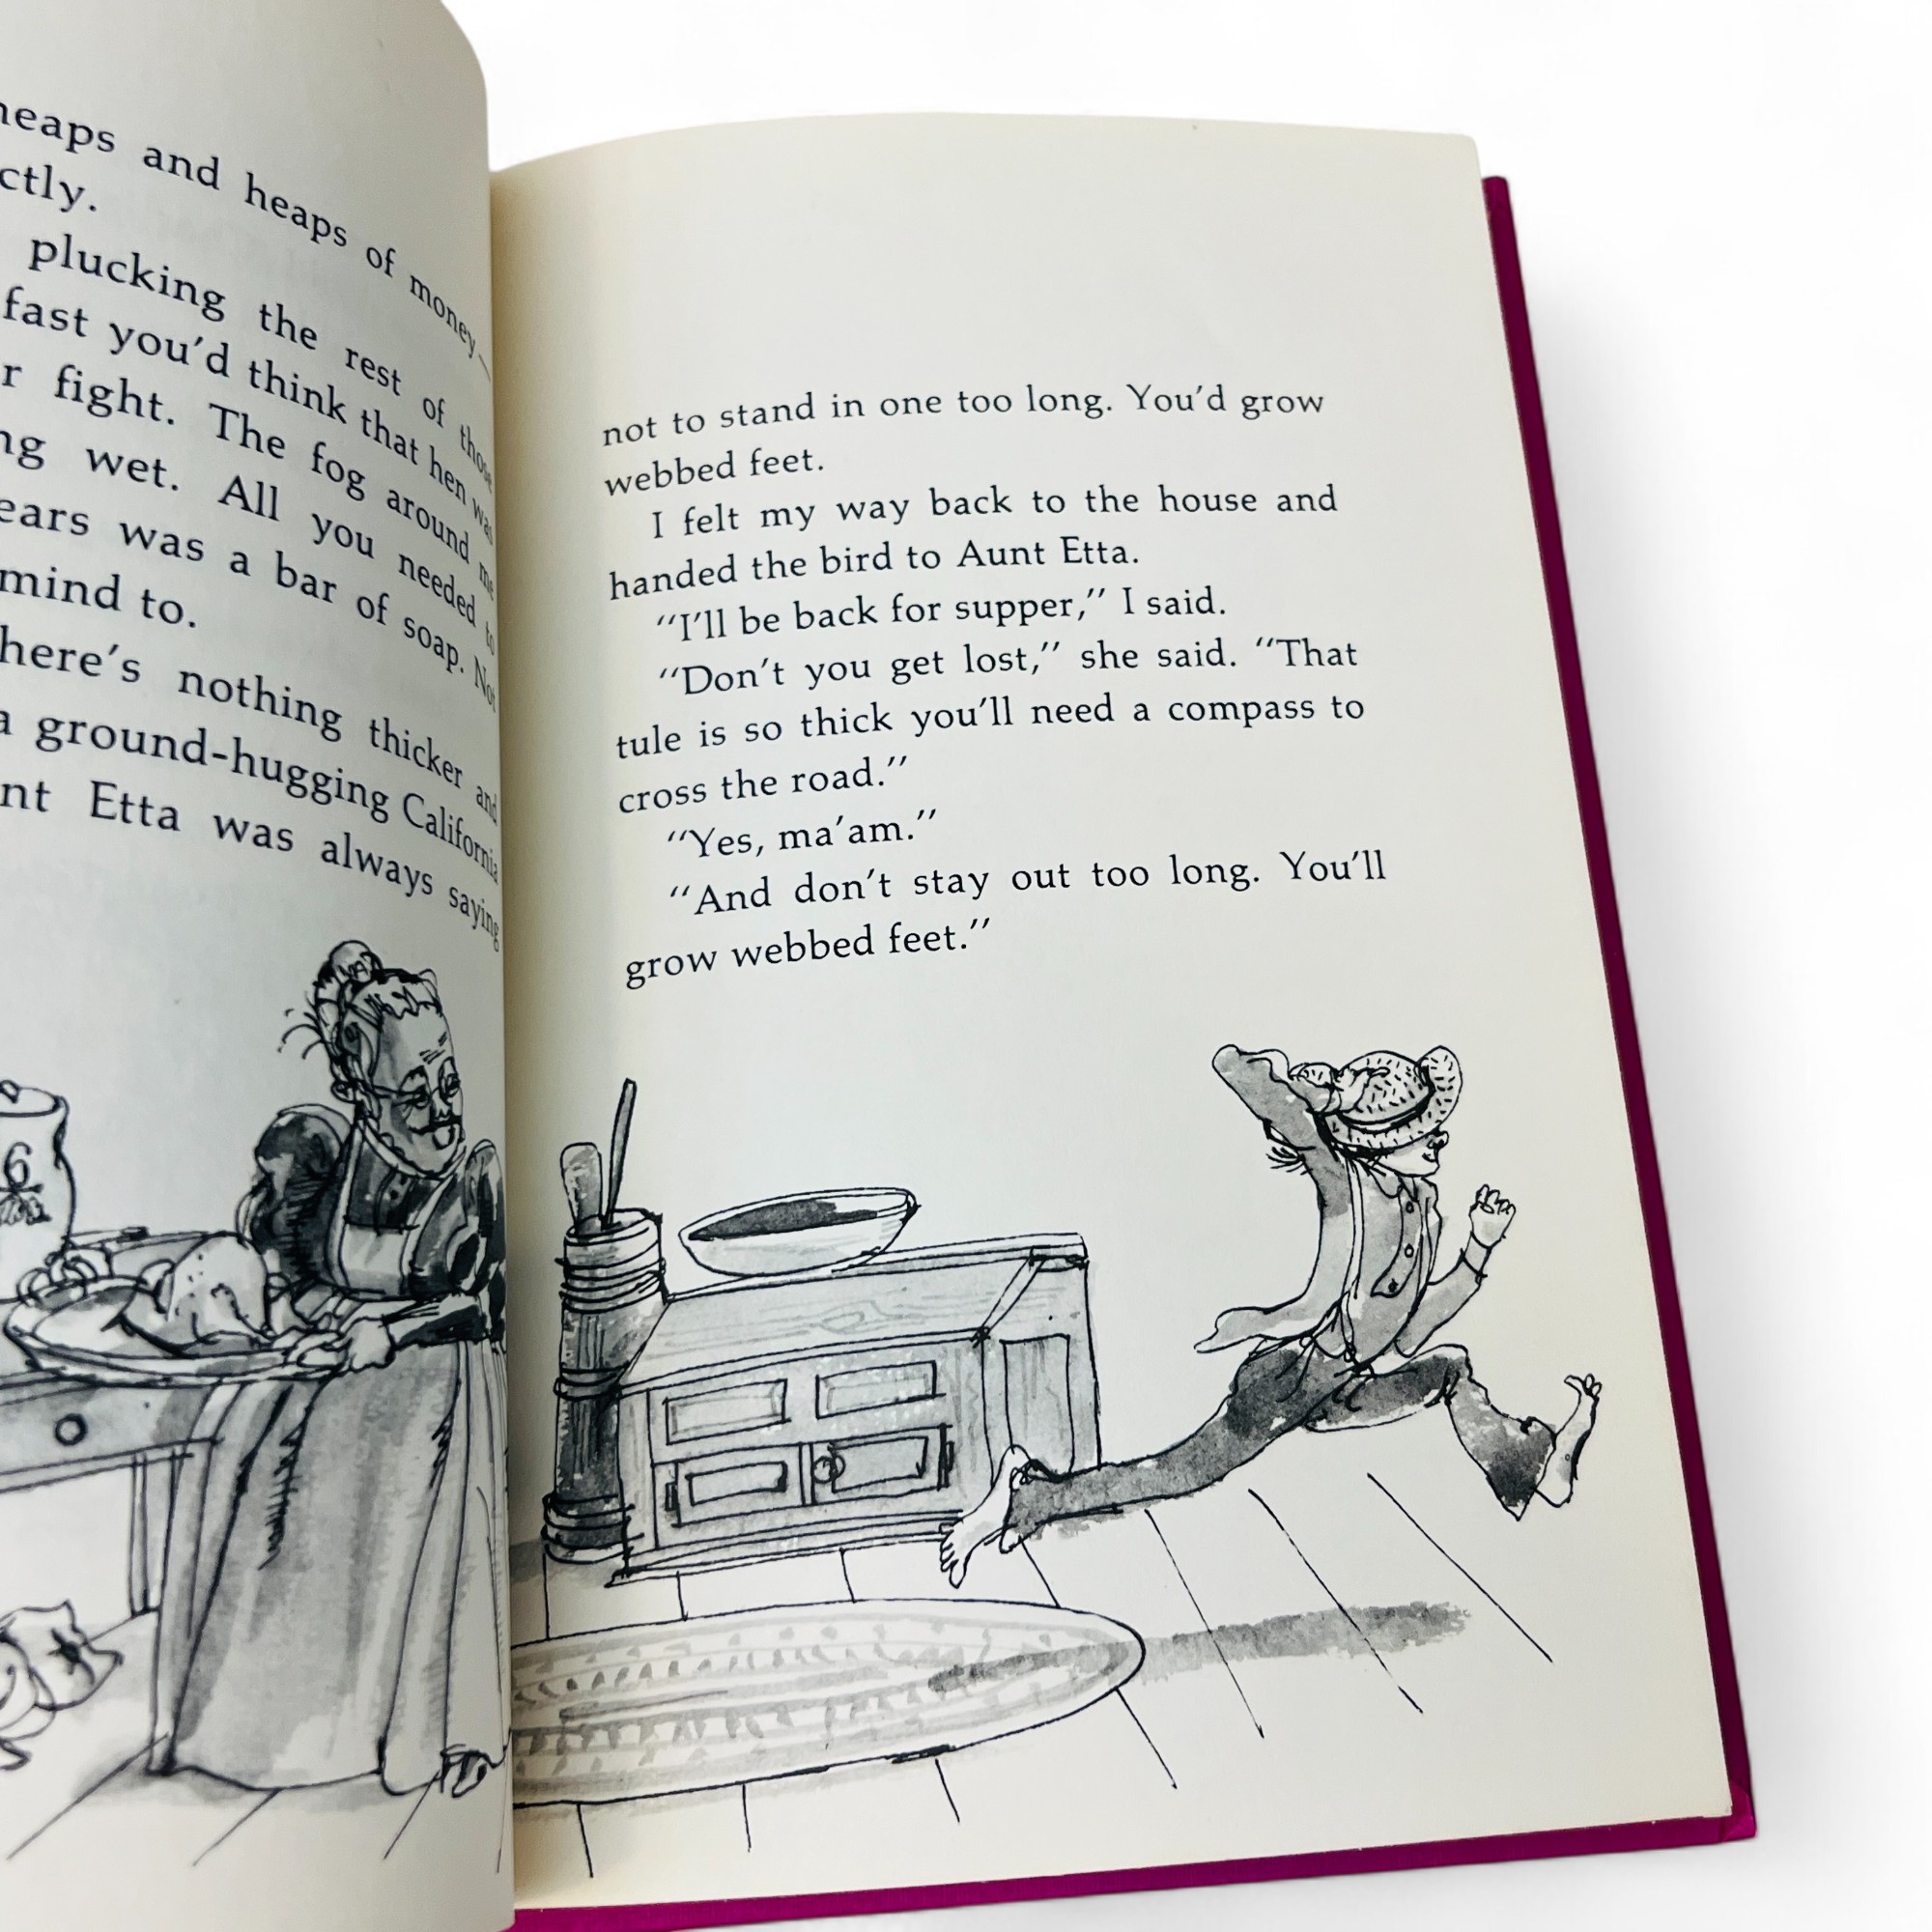 heaps and heaps of money—
ctly.
plucking the rest of those
fast you'd think that hen was
r fight. The fog around me
ng wet. All you needed to
ears was a bar of soap. Not
mind to.
here's nothing thicker and
a ground-hugging California
nt Etta was always saying
6
not to stand in one too long. You'd grow
webbed feet.
I felt my way back to the house and
handed the bird to Aunt Etta.
"I'll be back for supper," I said.
"Don't you get lost," she said. "That
tule is so thick you'll need a compass to
cross the road."
"Yes, ma'am."
"And don't stay out too long. You'll
grow webbed feet."